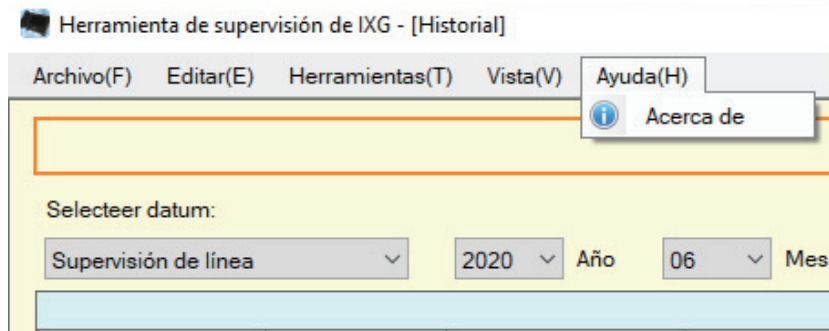 Herramienta de supervisión de IXG - [Historial]
Archivo(F) Editar(E) Herramientas(T) Vista(V) Ayuda(H)
Acerca de
Selecteer datum:
Supervisión de línea 2020 Año 06 Mes